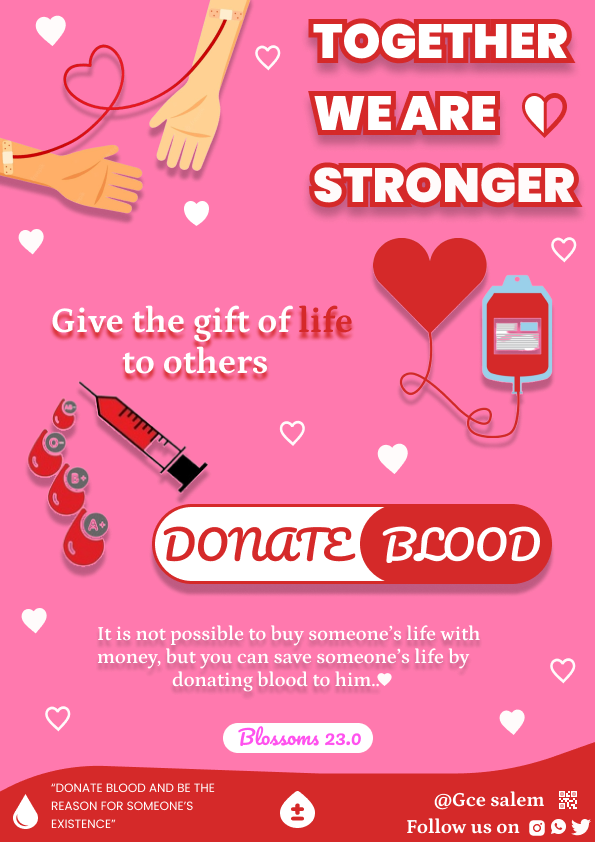 TOGETHER
WE ARE
STRONGER
Give the gift of life
to others
O-
B+
A+
DONATE BLOOD
It is not possible to buy someone's life with
money, but you can save someone's life by
donating blood to him..
Blossoms 23.0
"DONATE BLOOD AND BE THE
REASON FOR SOMEONE'S
EXISTENCE"
@Gce salem
Follow us on